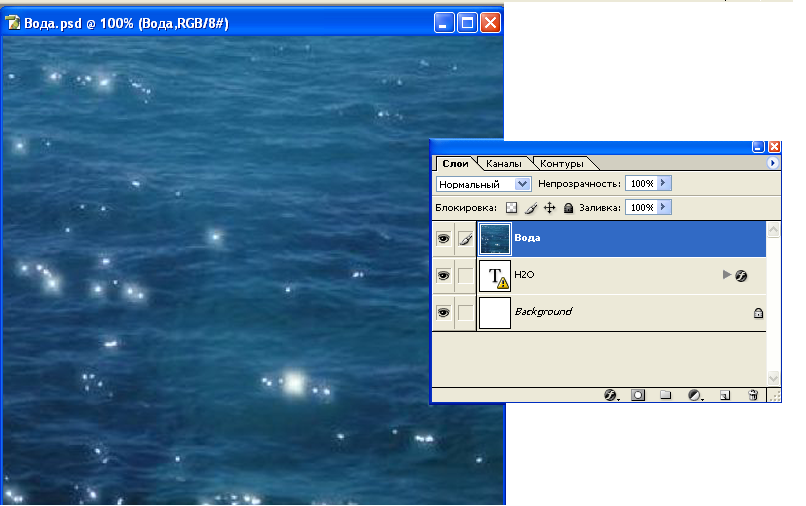 Вода.psd @ 100% (Вода,RGB/8#)
Слои Каналы Контуры
Нормальный Непрозрачность: 100%
Блокировка: Заливка: 100%
Вода
T H2O
Background